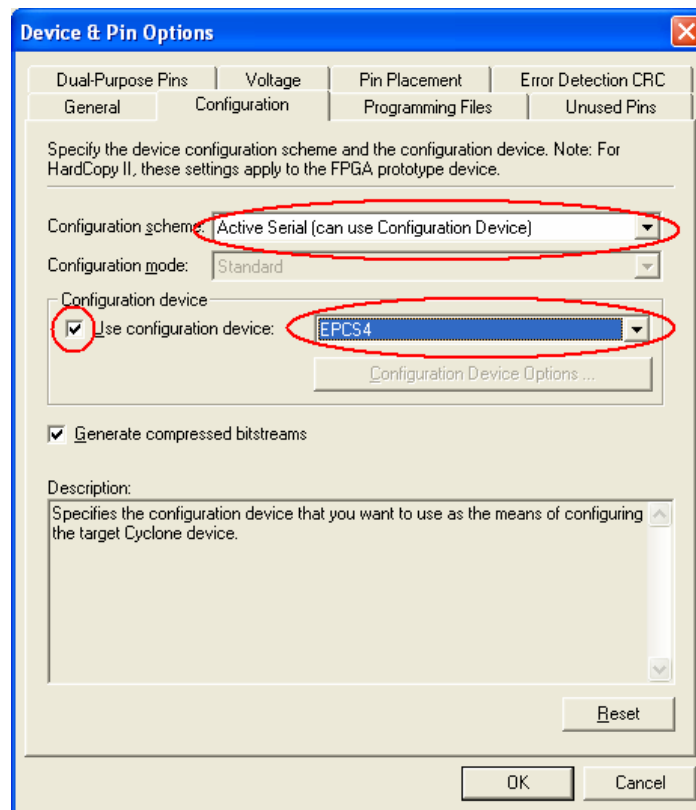 Device & Pin Options
Dual-Purpose Pins
Voltage
Pin Placement
Error Detection CRC
General
Configuration
Programming Files
Unused Pins
Specify the device configuration scheme and the configuration device. Note: For
HardCopy II, these settings apply to the FPGA prototype device.
Configuration scheme: Active Serial (can use Configuration Device)
Configuration mode: Standard
Configuration device
Use configuration device: EPCS4
Configuration Device Options ...
Generate compressed bitstreams
Description:
Specifies the configuration device that you want to use as the means of configuring
the target Cyclone device.
Reset
OK
Cancel